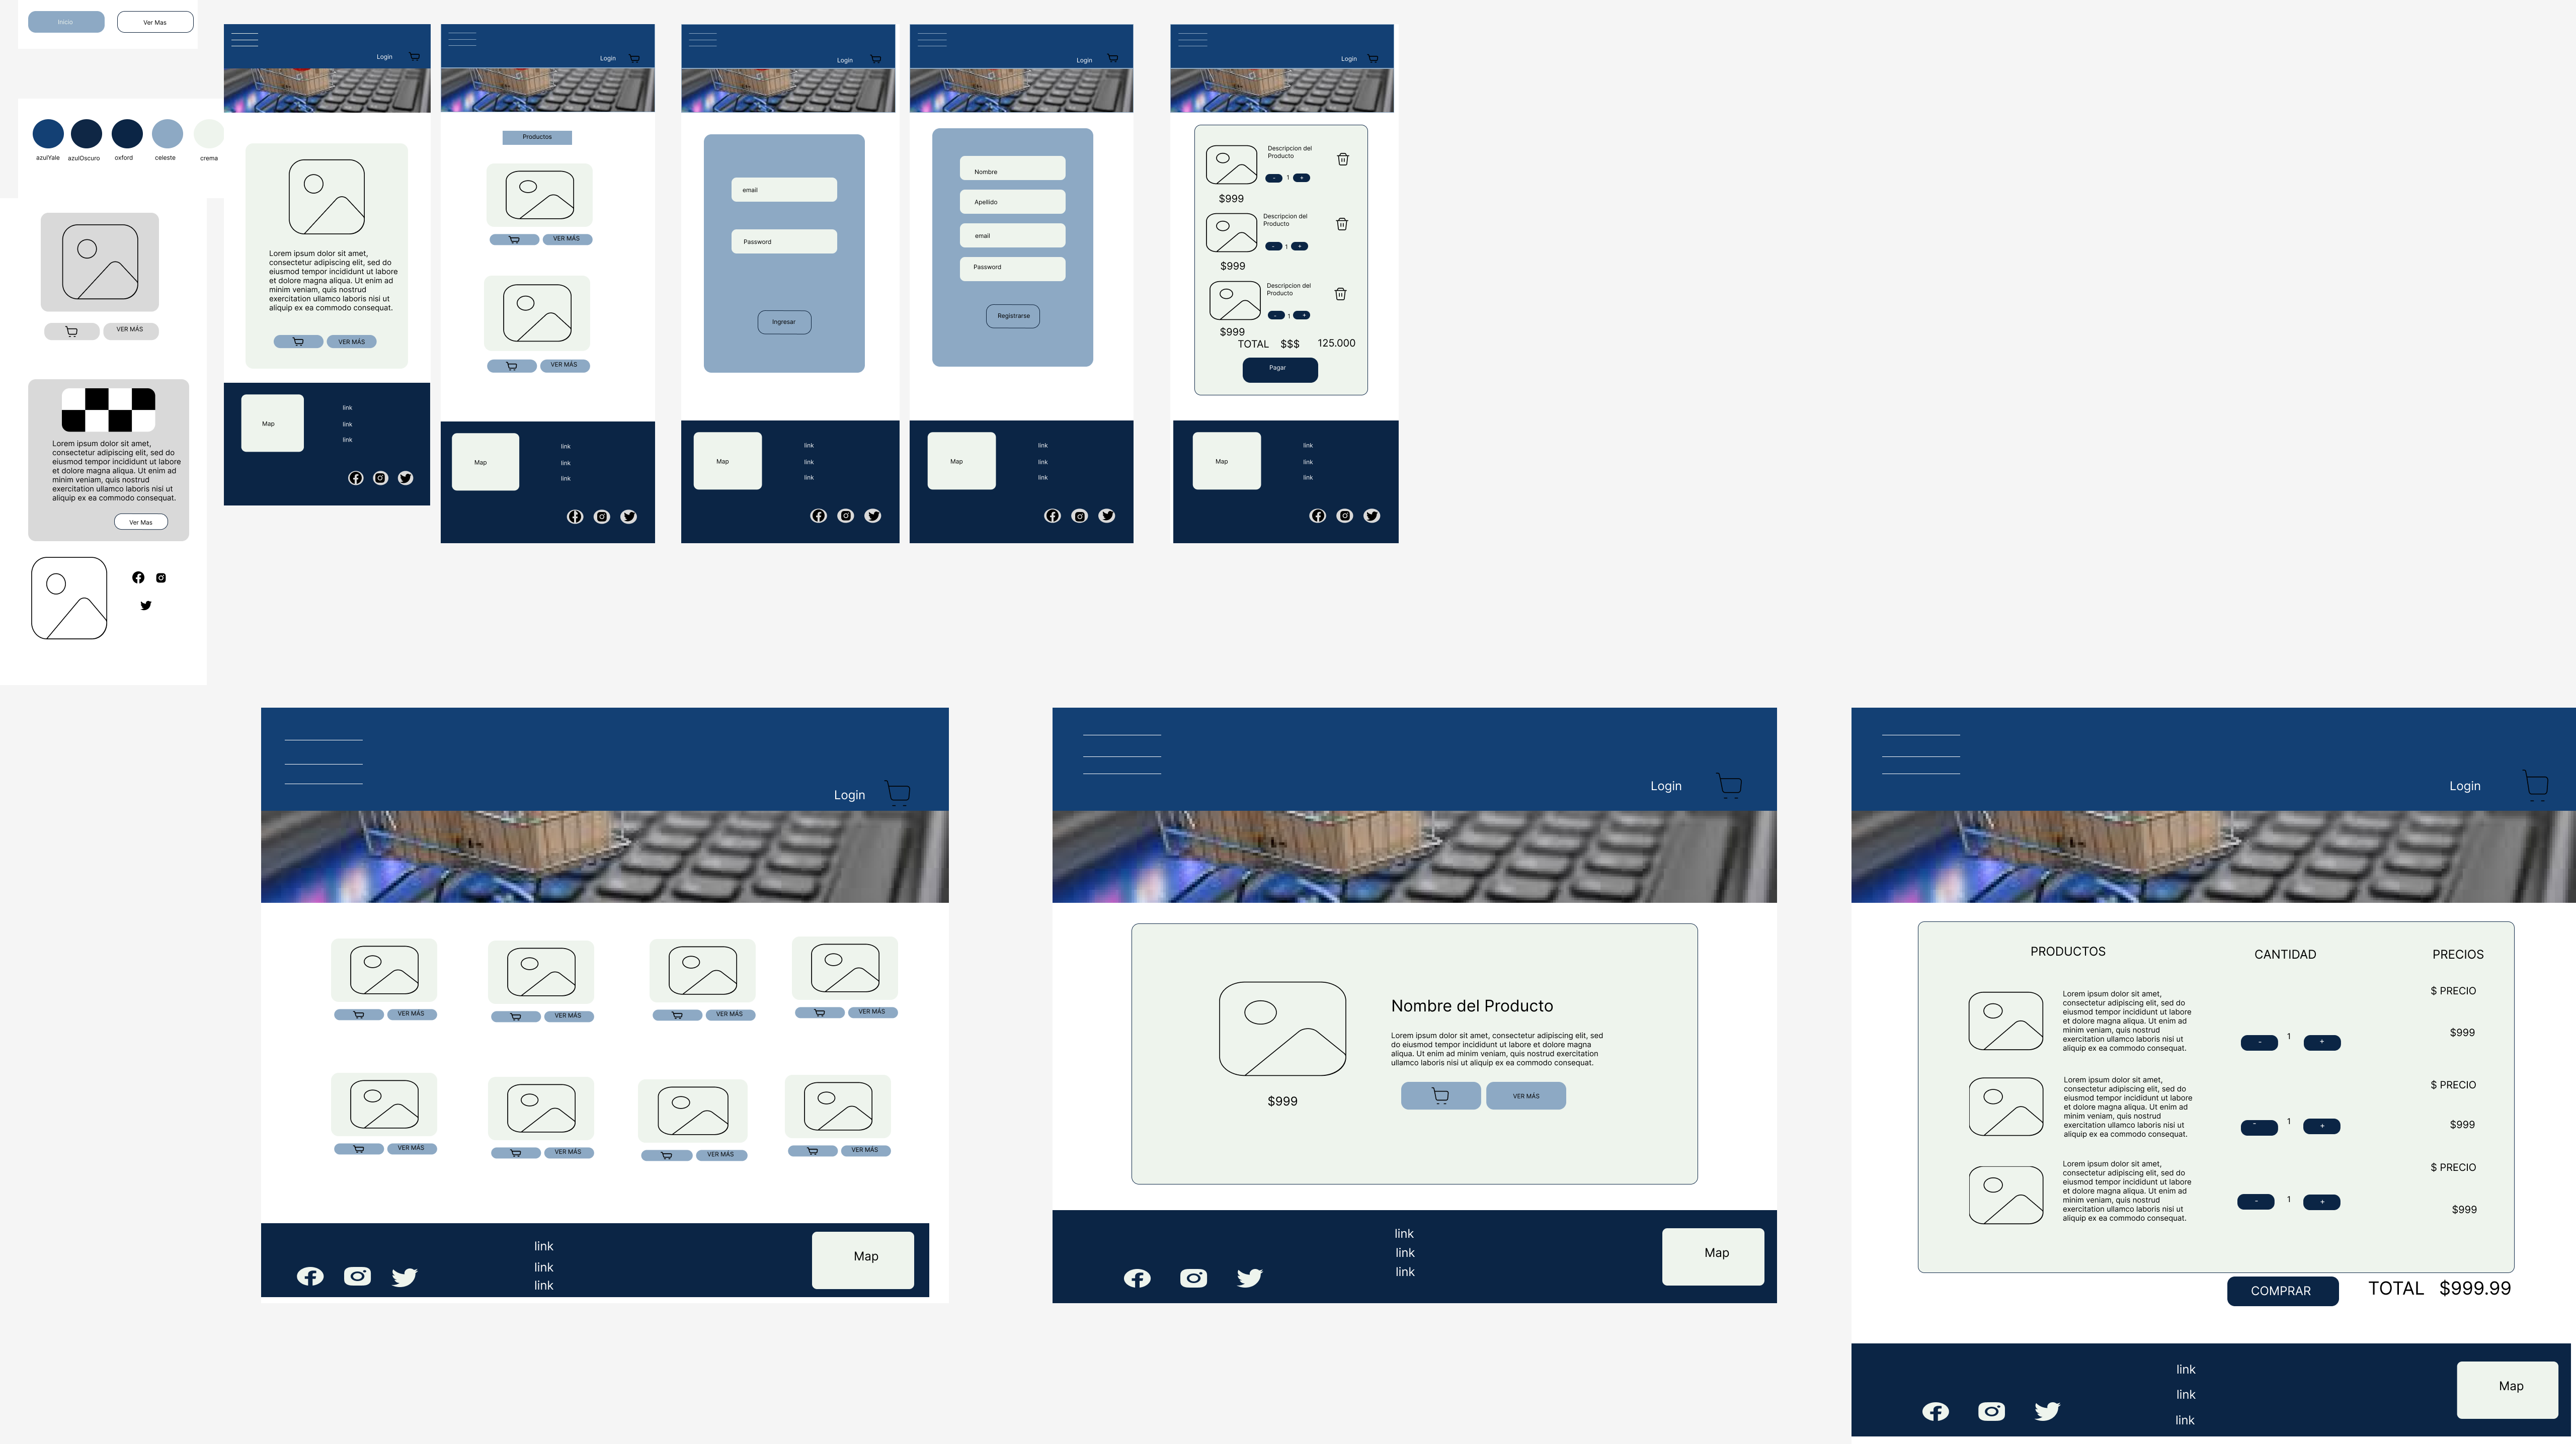 Inicio
Ver Mas
azulYale
azulOscuro
oxford
celeste
crema
VER MÁS
Lorem ipsum dolor sit amet,
consectetur adipiscing elit, sed do
eiusmod tempor incididunt ut labore
et dolore magna aliqua. Ut enim ad
minim veniam, quis nostrud
exercitation ullamco laboris nisi ut
aliquip ex ea commodo consequat.
Ver Mas
Login
Lorem ipsum dolor sit amet,
consectetur adipiscing elit, sed do
eiusmod tempor incididunt ut labore
et dolore magna aliqua. Ut enim ad
minim veniam, quis nostrud
exercitation ullamco laboris nisi ut
aliquip ex ea commodo consequat.
VER MÁS
Map
link
link
link
Login
Productos
VER MÁS
VER MÁS
Map
link
link
link
Login
email
Password
Ingresar
Map
link
link
link
Login
Nombre
Apellido
email
Password
Registrarse
Map
link
link
link
Login
Descripcion del
Producto
- 1 +
$999
Descripcion del
Producto
- 1 +
$999
Descripcion del
Producto
- 1 +
$999
TOTAL $$$ 125.000
Pagar
Map
link
link
link
Login
VER MÁS
VER MÁS
VER MÁS
VER MÁS
VER MÁS
VER MÁS
VER MÁS
VER MÁS
link
link
link
Map
Login
Nombre del Producto
Lorem ipsum dolor sit amet, consectetur adipiscing elit, sed
do eiusmod tempor incididunt ut labore et dolore magna
aliqua. Ut enim ad minim veniam, quis nostrud exercitation
ullamco laboris nisi ut aliquip ex ea commodo consequat.
$999
VER MÁS
link
link
link
Map
Login
PRODUCTOS
CANTIDAD
PRECIOS
Lorem ipsum dolor sit amet,
consectetur adipiscing elit, sed do
eiusmod tempor incididunt ut labore
et dolore magna aliqua. Ut enim ad
minim veniam, quis nostrud
exercitation ullamco laboris nisi ut
aliquip ex ea commodo consequat.
- 1 +
$ PRECIO
$999
Lorem ipsum dolor sit amet,
consectetur adipiscing elit, sed do
eiusmod tempor incididunt ut labore
et dolore magna aliqua. Ut enim ad
minim veniam, quis nostrud
exercitation ullamco laboris nisi ut
aliquip ex ea commodo consequat.
- 1 +
$ PRECIO
$999
Lorem ipsum dolor sit amet,
consectetur adipiscing elit, sed do
eiusmod tempor incididunt ut labore
et dolore magna aliqua. Ut enim ad
minim veniam, quis nostrud
exercitation ullamco laboris nisi ut
aliquip ex ea commodo consequat.
- 1 +
$ PRECIO
$999
COMPRAR
TOTAL $999.99
link
link
link
Map